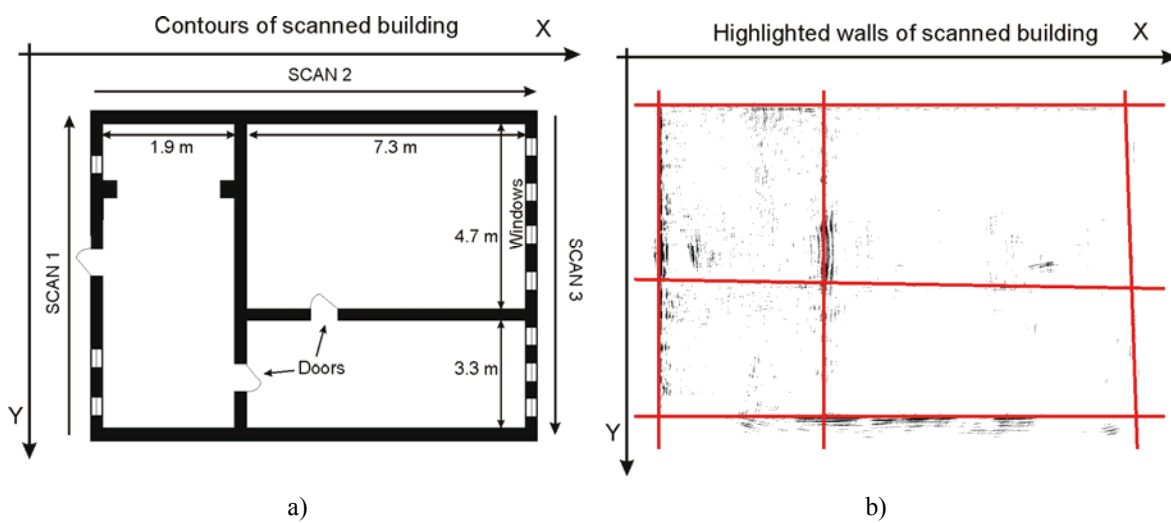 Contours of scanned building
X
SCAN 2
1.9 m
7.3 m
Windows
4.7 m
SCAN 1
SCAN 3
Doors
3.3 m
Y
a)
Highlighted walls of scanned building
X
Y
b)